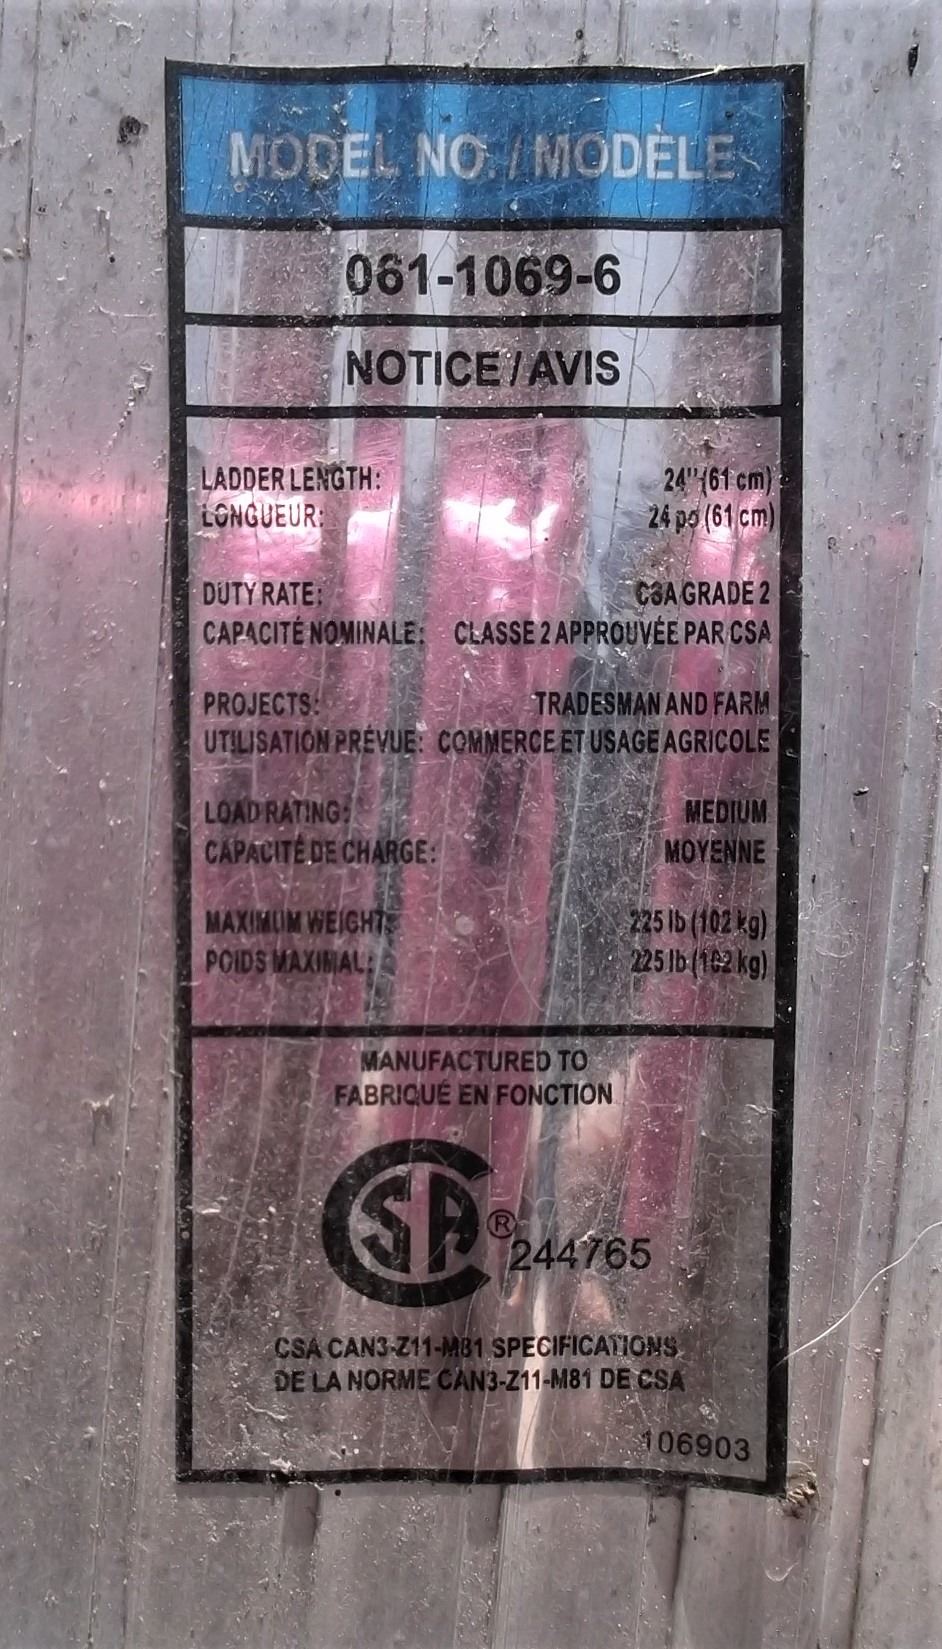 MODEL NO. / MODÈLE
061-1069-6
NOTICE / AVIS
LADDER LENGTH: 24" (61 cm)
LONGUEUR: 24 po (61 cm)
DUTY RATE: CSA GRADE 2
CAPACITÉ NOMINALE: CLASSE 2 APPROUVÉE PAR CSA
PROJECTS: TRADESMAN AND FARM
UTILISATION PRÉVUE: COMMERCE ET USAGE AGRICOLE
LOAD RATING: MEDIUM
CAPACITÉ DE CHARGE: MOYENNE
MAXIMUM WEIGHT: 225 lb (102 kg)
POIDS MAXIMAL: 225 lb (102 kg)
MANUFACTURED TO
FABRIQUÉ EN FONCTION
CSA ® 244765
CSA CAN3-Z11-M81 SPECIFICATIONS
DE LA NORME CAN3-Z11-M81 DE CSA
106903